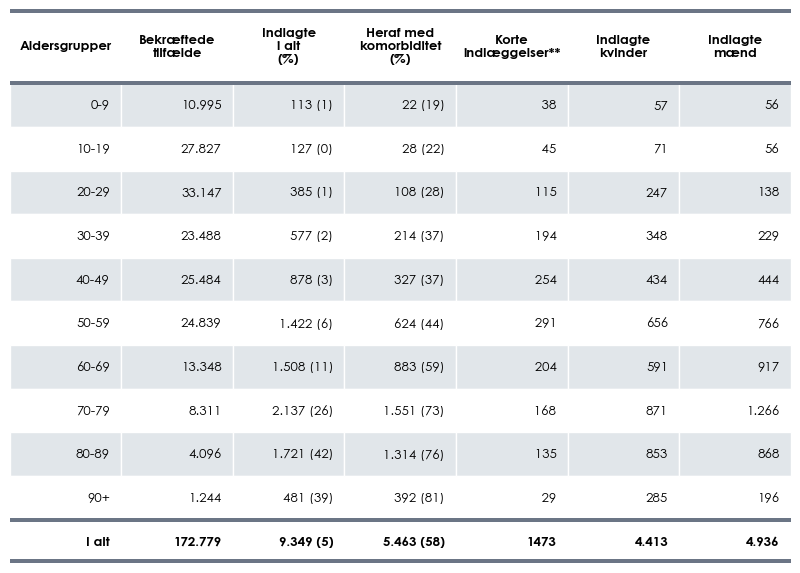 Aldersgrupper Bekræftede tilfælde Indlagte I alt (%) Heraf med komorbiditet (%) Korte indlæggelser** Indlagte kvinder Indlagte mænd
0-9 10.995 113 (1) 22 (19) 38 57 56
10-19 27.827 127 (0) 28 (22) 45 71 56
20-29 33.147 385 (1) 108 (28) 115 247 138
30-39 23.488 577 (2) 214 (37) 194 348 229
40-49 25.484 878 (3) 327 (37) 254 434 444
50-59 24.839 1.422 (6) 624 (44) 291 656 766
60-69 13.348 1.508 (11) 883 (59) 204 591 917
70-79 8.311 2.137 (26) 1.551 (73) 168 871 1.266
80-89 4.096 1.721 (42) 1.314 (76) 135 853 868
90+ 1.244 481 (39) 392 (81) 29 285 196
I alt 172.779 9.349 (5) 5.463 (58) 1473 4.413 4.936